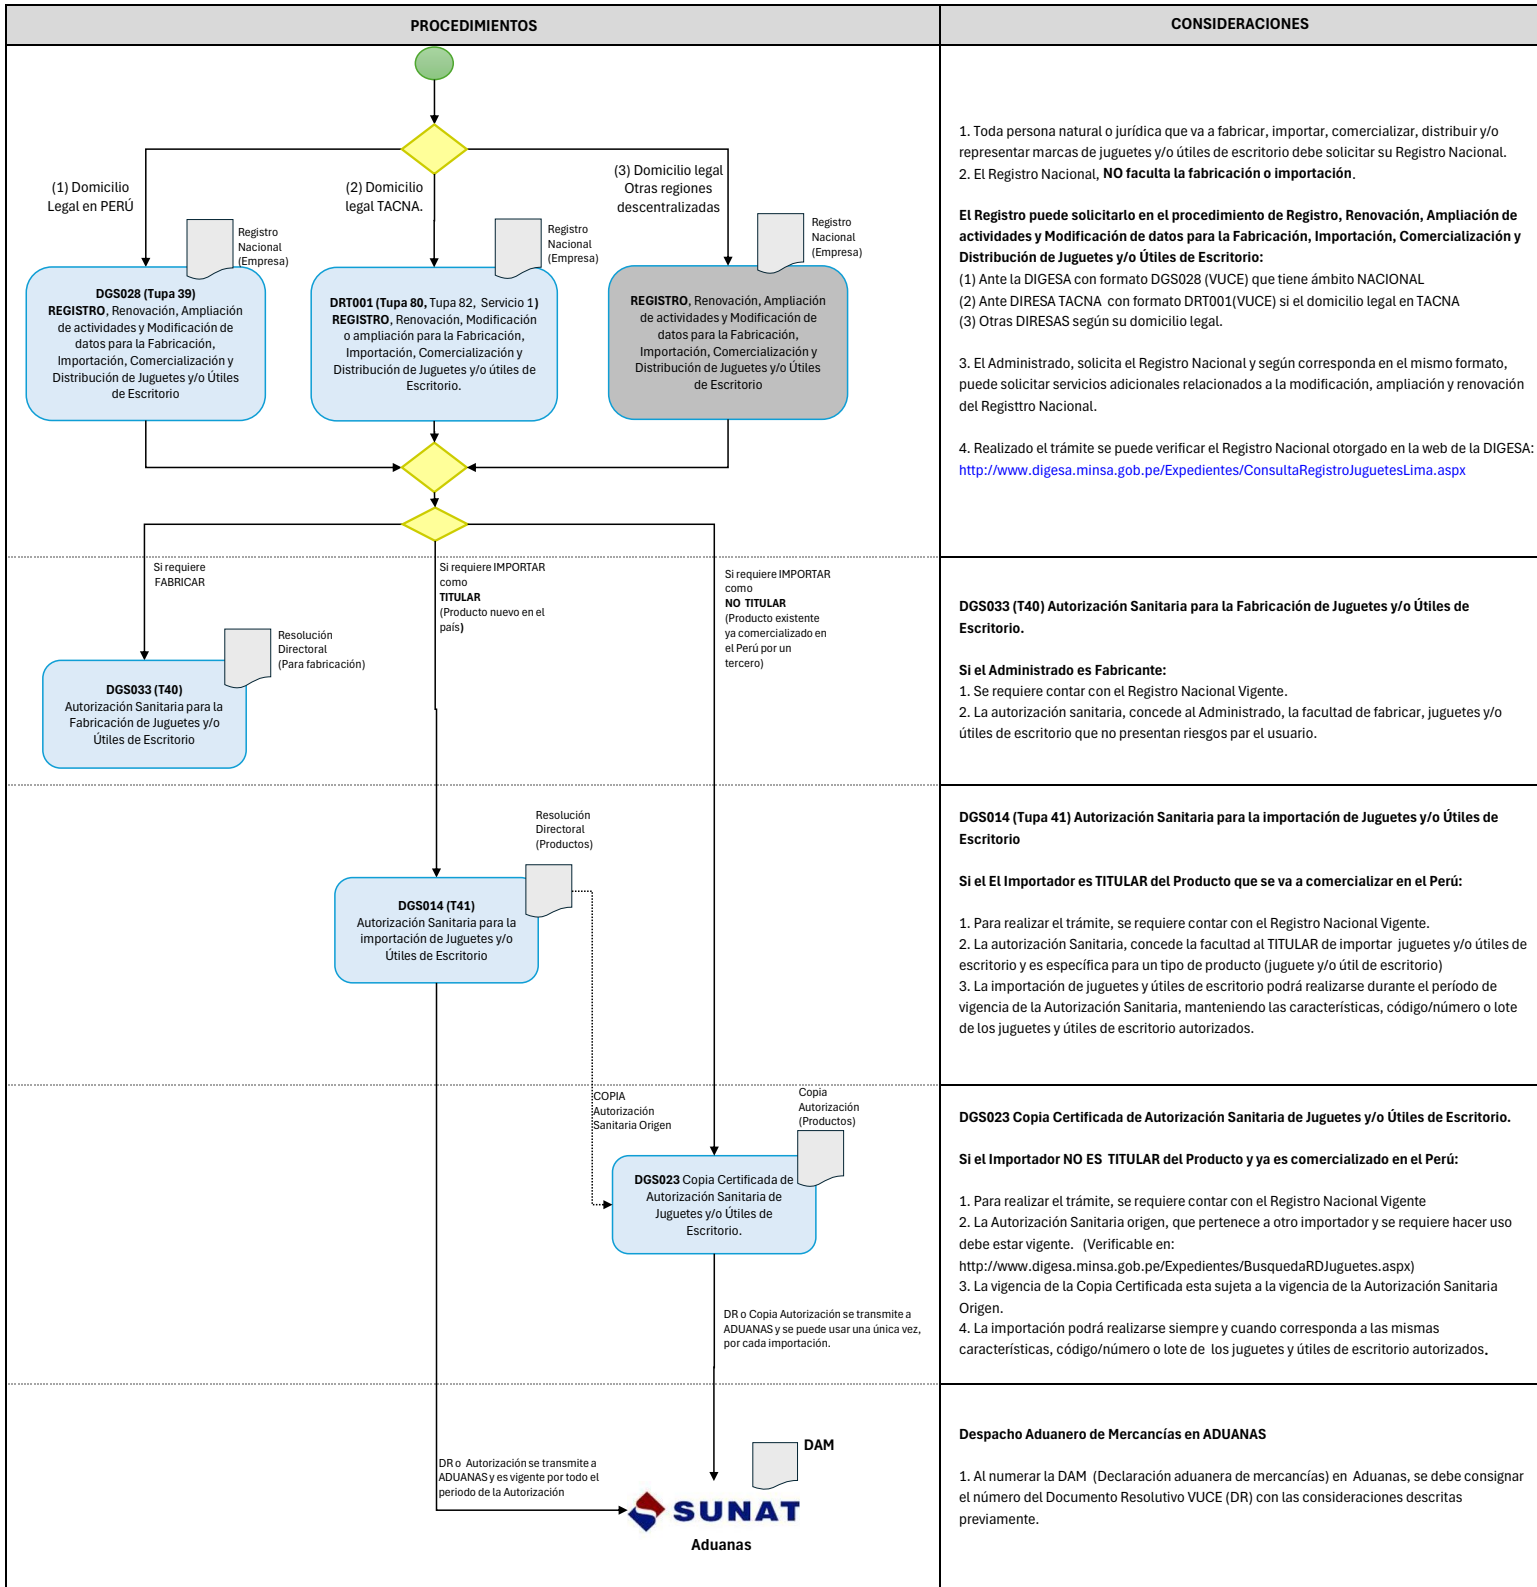 PROCEDIMIENTOS
CONSIDERACIONES
(1) Domicilio
Legal en PERÚ
(2) Domicilio
legal TACNA.
(3) Domicilio legal
Otras regiones
descentralizadas
Registro
Nacional
(Empresa)
Registro
Nacional
(Empresa)
Registro
Nacional
(Empresa)
DGS028 (Tupa 39)
REGISTRO, Renovación, Ampliación
de actividades y Modificación de
datos para la Fabricación,
Importación, Comercialización y
Distribución de Juguetes y/o Útiles
de Escritorio
DRT001 (Tupa 80, Tupa 82, Servicio 1)
REGISTRO, Renovación, Modificación
o ampliación para la Fabricación,
Importación, Comercialización y
Distribución de Juguetes y/o útiles de
Escritorio.
REGISTRO, Renovación, Ampliación
de actividades y Modificación de
datos para la Fabricación,
Importación, Comercialización y
Distribución de Juguetes y/o Útiles
de Escritorio
1. Toda persona natural o jurídica que va a fabricar, importar, comercializar, distribuir y/o
representar marcas de juguetes y/o útiles de escritorio debe solicitar su Registro Nacional.
2. El Registro Nacional, NO faculta la fabricación o importación.
El Registro puede solicitarlo en el procedimiento de Registro, Renovación, Ampliación de
actividades y Modificación de datos para la Fabricación, Importación, Comercialización y
Distribución de Juguetes y/o Útiles de Escritorio:
(1) Ante la DIGESA con formato DGS028 (VUCE) que tiene ámbito NACIONAL
(2) Ante DIRESA TACNA con formato DRT001(VUCE) si el domicilio legal en TACNA
(3) Otras DIRESAS según su domicilio legal.
3. El Administrado, solicita el Registro Nacional y según corresponda en el mismo formato,
puede solicitar servicios adicionales relacionados a la modificación, ampliación y renovación
del Registtro Nacional.
4. Realizado el trámite se puede verificar el Registro Nacional otorgado en la web de la DIGESA:
http://www.digesa.minsa.gob.pe/Expedientes/ConsultaRegistroJuguetesLima.aspx
Si requiere
FABRICAR
Si requiere IMPORTAR
como
TITULAR
(Producto nuevo en el
país)
Si requiere IMPORTAR
como
NO TITULAR
(Producto existente
ya comercializado en
el Perú por un
tercero)
Resolución
Directoral
(Para fabricación)
DGS033 (T40)
Autorización Sanitaria para la
Fabricación de Juguetes y/o
Útiles de Escritorio
DGS033 (T40) Autorización Sanitaria para la Fabricación de Juguetes y/o Útiles de
Escritorio.
Si el Administrado es Fabricante:
1. Se requiere contar con el Registro Nacional Vigente.
2. La autorización sanitaria, concede al Administrado, la facultad de fabricar, juguetes y/o
útiles de escritorio que no presentan riesgos par el usuario.
Resolución
Directoral
(Productos)
DGS014 (T41)
Autorización Sanitaria para la
importación de Juguetes y/o
Útiles de Escritorio
DGS014 (Tupa 41) Autorización Sanitaria para la importación de Juguetes y/o Útiles de
Escritorio
Si el El Importador es TITULAR del Producto que se va a comercializar en el Perú:
1. Para realizar el trámite, se requiere contar con el Registro Nacional Vigente.
2. La autorización Sanitaria, concede la facultad al TITULAR de importar juguetes y/o útiles de
escritorio y es específica para un tipo de producto (juguete y/o útil de escritorio)
3. La importación de juguetes y útiles de escritorio podrá realizarse durante el período de
vigencia de la Autorización Sanitaria, manteniendo las características, código/número o lote
de los juguetes y útiles de escritorio autorizados.
COPIA
Autorización
Sanitaria Origen
Copia
Autorización
(Productos)
DGS023 Copia Certificada de
Autorización Sanitaria de
Juguetes y/o Útiles de
Escritorio.
DR o Copia Autorización se transmite a
ADUANAS y se puede usar una única vez,
por cada importación.
DGS023 Copia Certificada de Autorización Sanitaria de Juguetes y/o Útiles de Escritorio.
Si el Importador NO ES TITULAR del Producto y ya es comercializado en el Perú:
1. Para realizar el trámite, se requiere contar con el Registro Nacional Vigente
2. La Autorización Sanitaria origen, que pertenece a otro importador y se requiere hacer uso
debe estar vigente. (Verificable en:
http://www.digesa.minsa.gob.pe/Expedientes/BusquedaRDJuguetes.aspx)
3. La vigencia de la Copia Certificada esta sujeta a la vigencia de la Autorización Sanitaria
Origen.
4. La importación podrá realizarse siempre y cuando corresponda a las mismas
características, código/número o lote de los juguetes y útiles de escritorio autorizados.
DAM
DR o Autorización se transmite a
ADUANAS y es vigente por todo el
periodo de la Autorización
SUNAT
Aduanas
Despacho Aduanero de Mercancías en ADUANAS
1. Al numerar la DAM (Declaración aduanera de mercancías) en Aduanas, se debe consignar
el número del Documento Resolutivo VUCE (DR) con las consideraciones descritas
previamente.